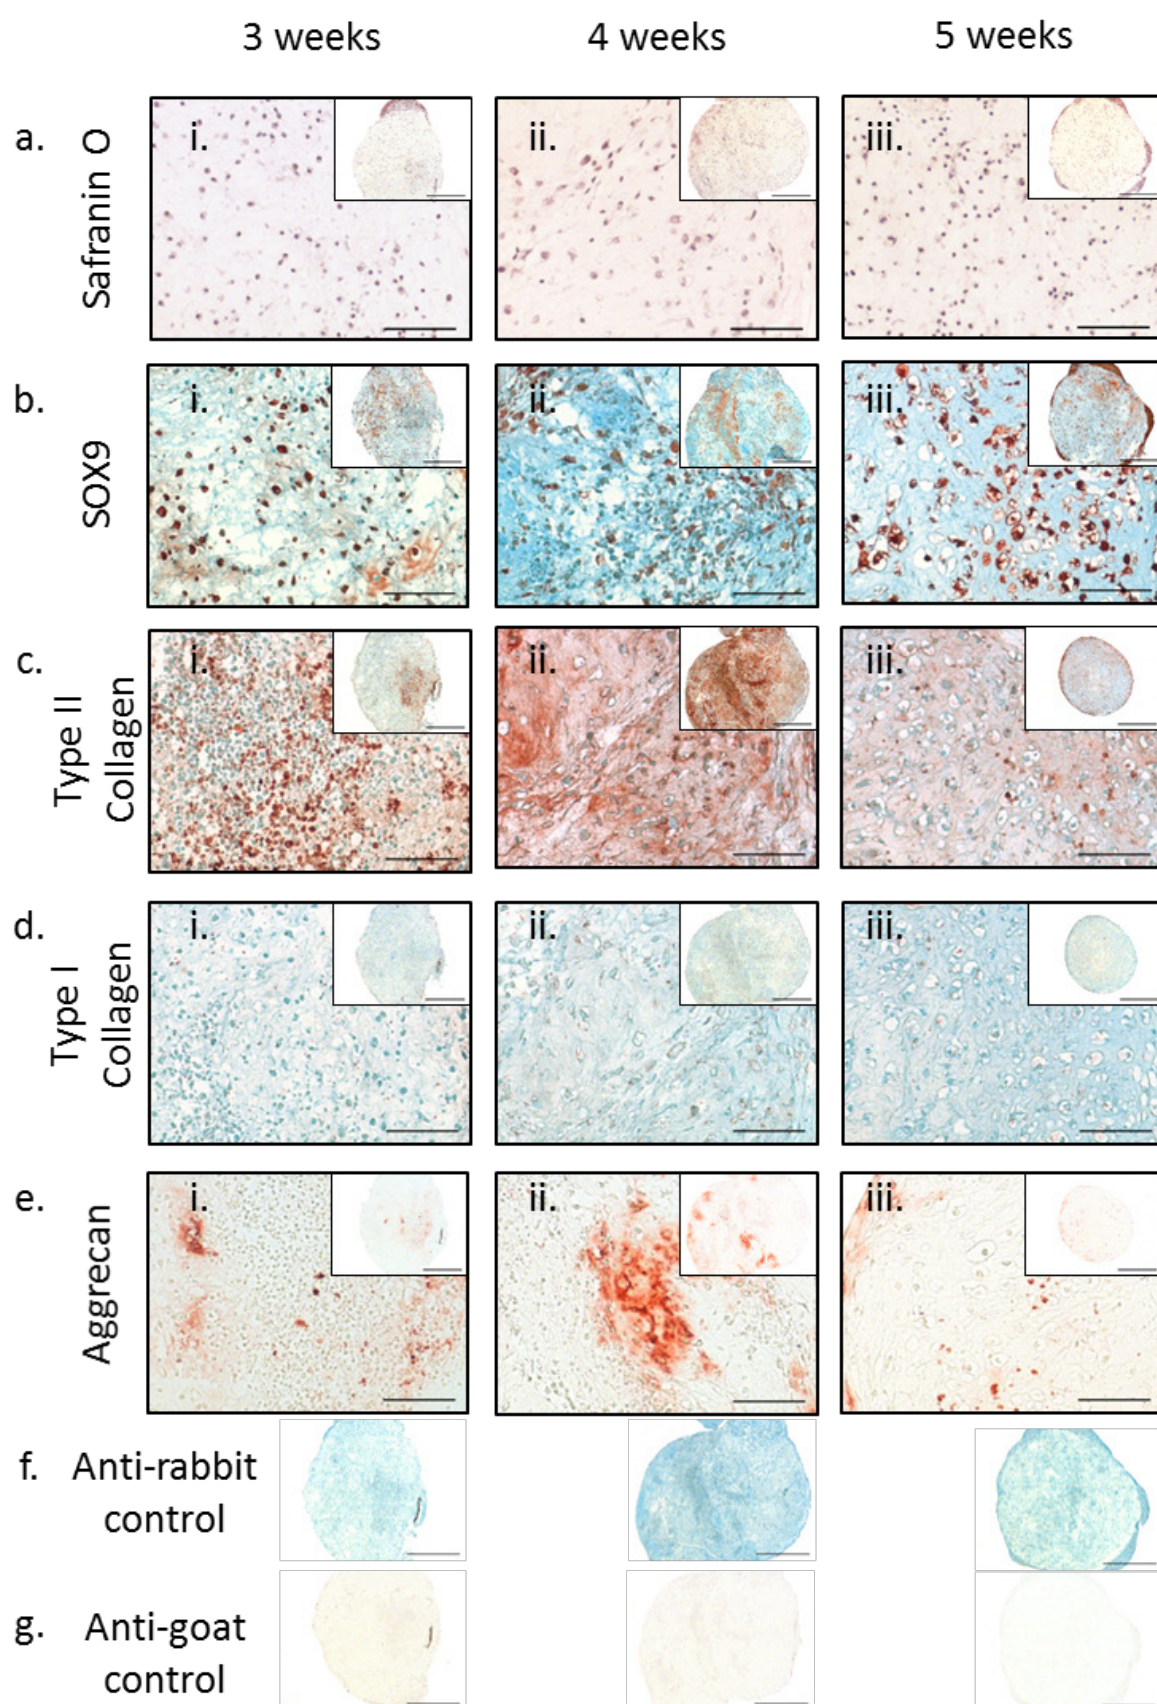 3 weeks 4 weeks 5 weeks
a. Safranin O i. ii. iii.
b. SOX9 i. ii. iii.
c. Type II
Collagen i. ii. iii.
d. Type I
Collagen i. ii. iii.
e. Aggrecan i. ii. iii.
f. Anti-rabbit
control
g. Anti-goat
control